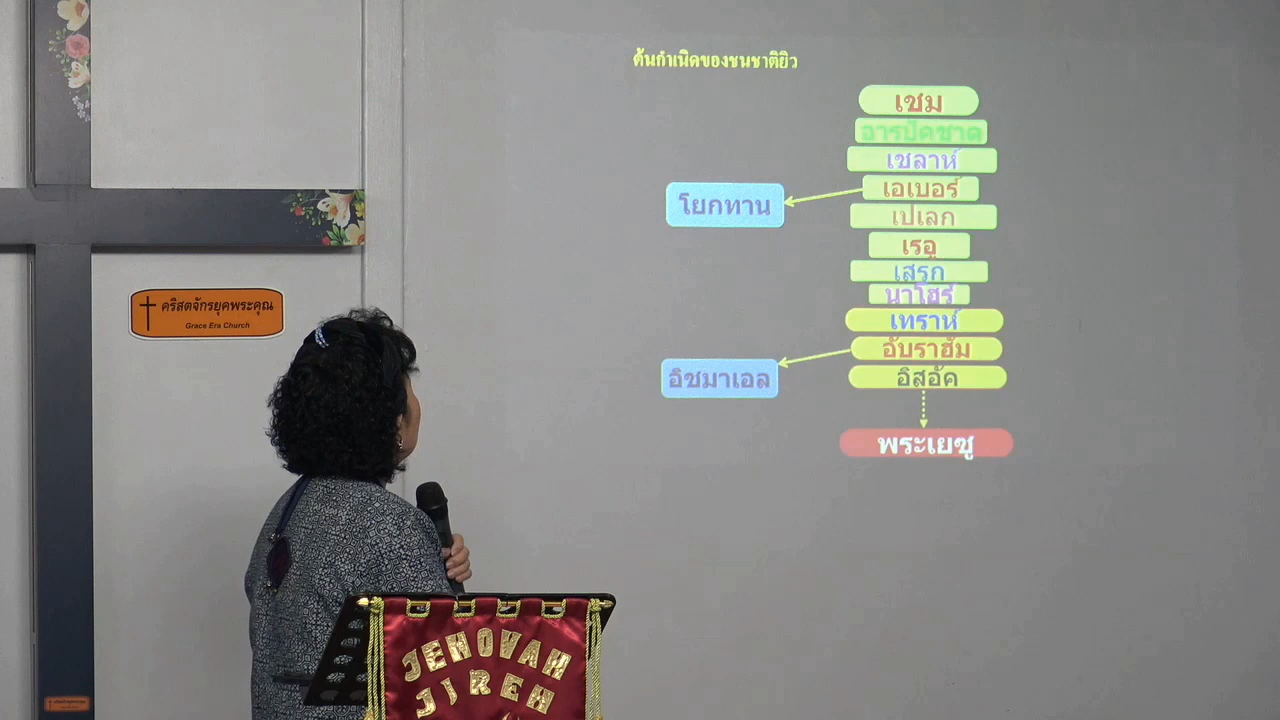 ต้นกำเนิดของชนชาติยิว
เชม
อารปัคชาด
เชลาห์
เอเบอร์
โยกทาน
เปเลก
เรอู
เสรุก
นาโฮร์
เทราห์
อับราฮัม
อิชมาเอล
อิสอัค
พระเยซู
คริสตจักรยุคพระคุณ
Grace Era Church
JEHOVAH
JIREH